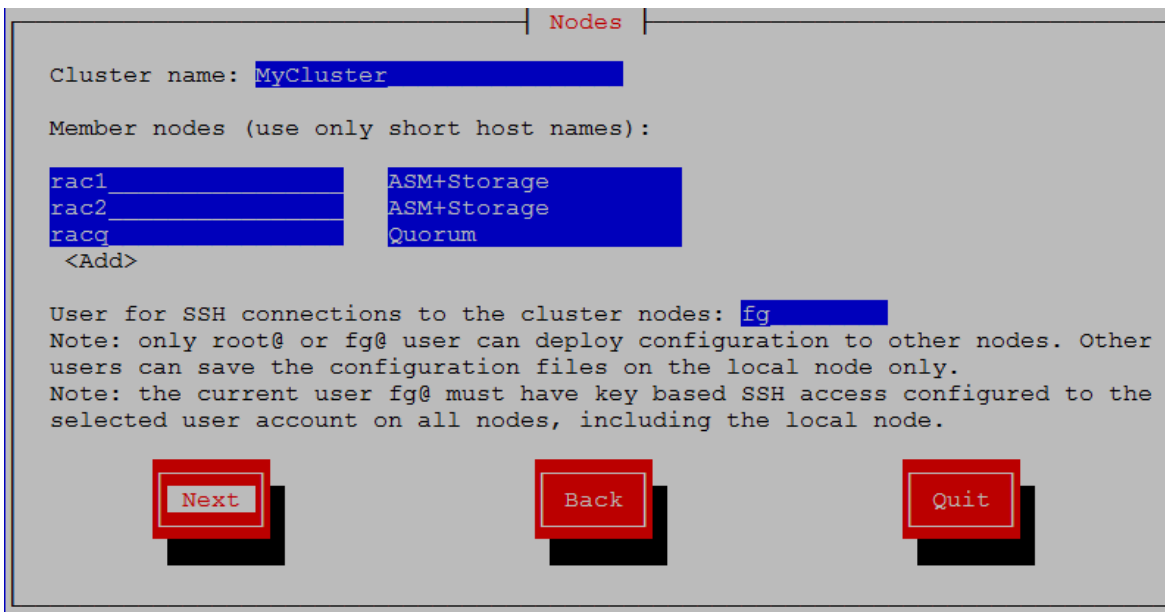 Nodes
Cluster name: MyCluster
Member nodes (use only short host names):
rac1 ASM+Storage
rac2 ASM+Storage
racq Quorum
<Add>
User for SSH connections to the cluster nodes: fg
Note: only root@ or fg@ user can deploy configuration to other nodes. Other
users can save the configuration files on the local node only.
Note: the current user fg@ must have key based SSH access configured to the
selected user account on all nodes, including the local node.
Next Back Quit